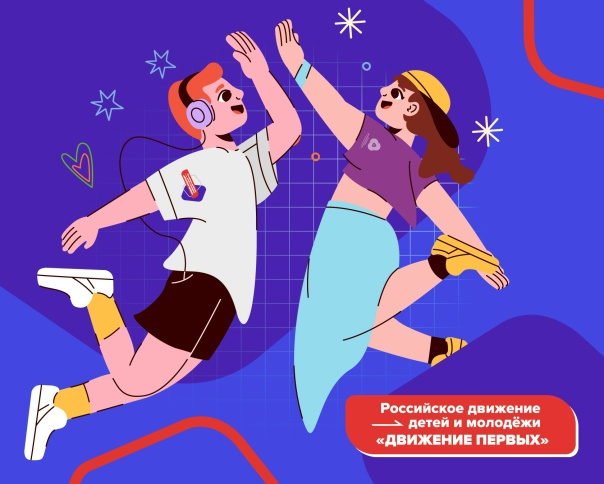 Российское движение
детей и молодёжи
«ДВИЖЕНИЕ ПЕРВЫХ»